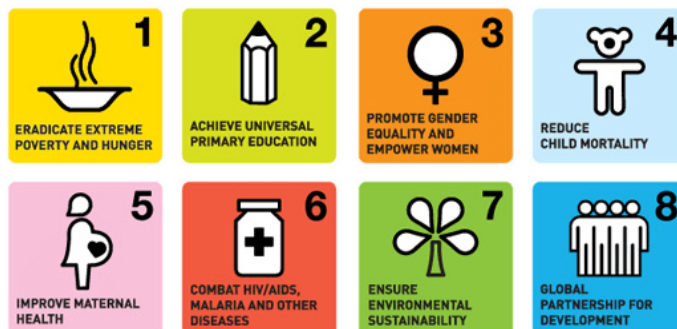 1
ERADICATE EXTREME
POVERTY AND HUNGER
2
ACHIEVE UNIVERSAL
PRIMARY EDUCATION
3
PROMOTE GENDER
EQUALITY AND
EMPOWER WOMEN
4
REDUCE
CHILD MORTALITY
5
IMPROVE MATERNAL
HEALTH
6
COMBAT HIV/AIDS,
MALARIA AND OTHER
DISEASES
7
ENSURE
ENVIRONMENTAL
SUSTAINABILITY
8
GLOBAL
PARTNERSHIP FOR
DEVELOPMENT